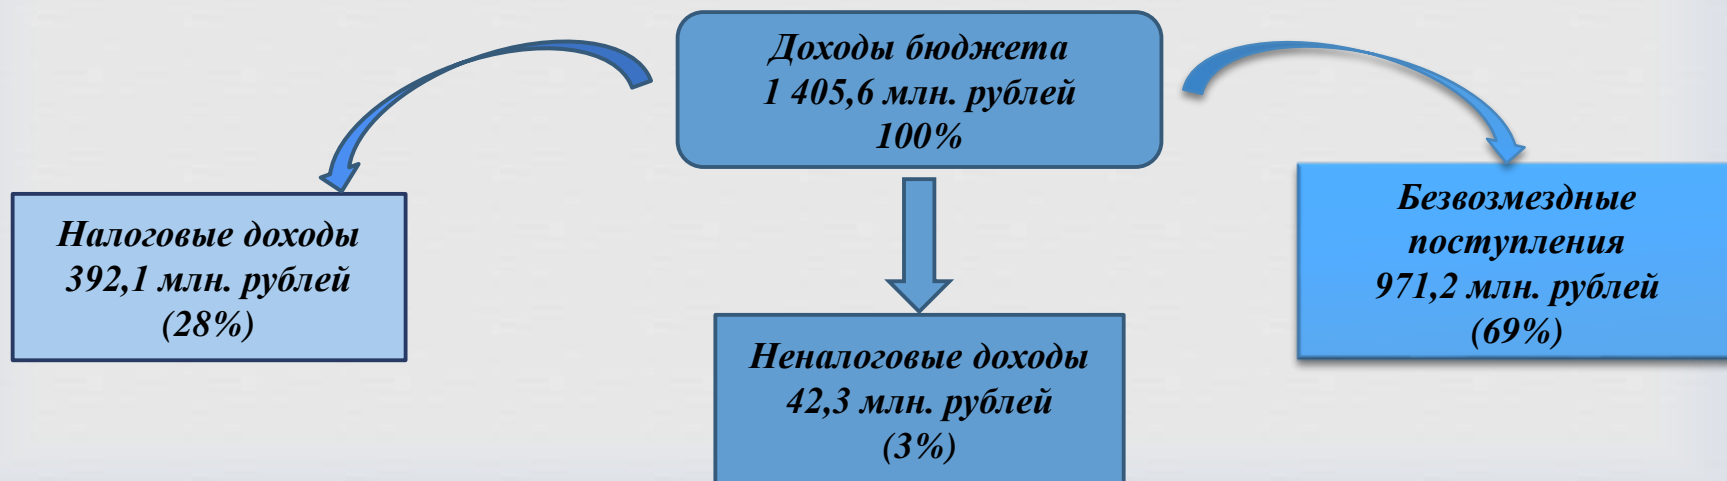 Доходы бюджета
1 405,6 млн. рублей
100%
Налоговые доходы
392,1 млн. рублей
(28%)
Неналоговые доходы
42,3 млн. рублей
(3%)
Безвозмездные
поступления
971,2 млн. рублей
(69%)